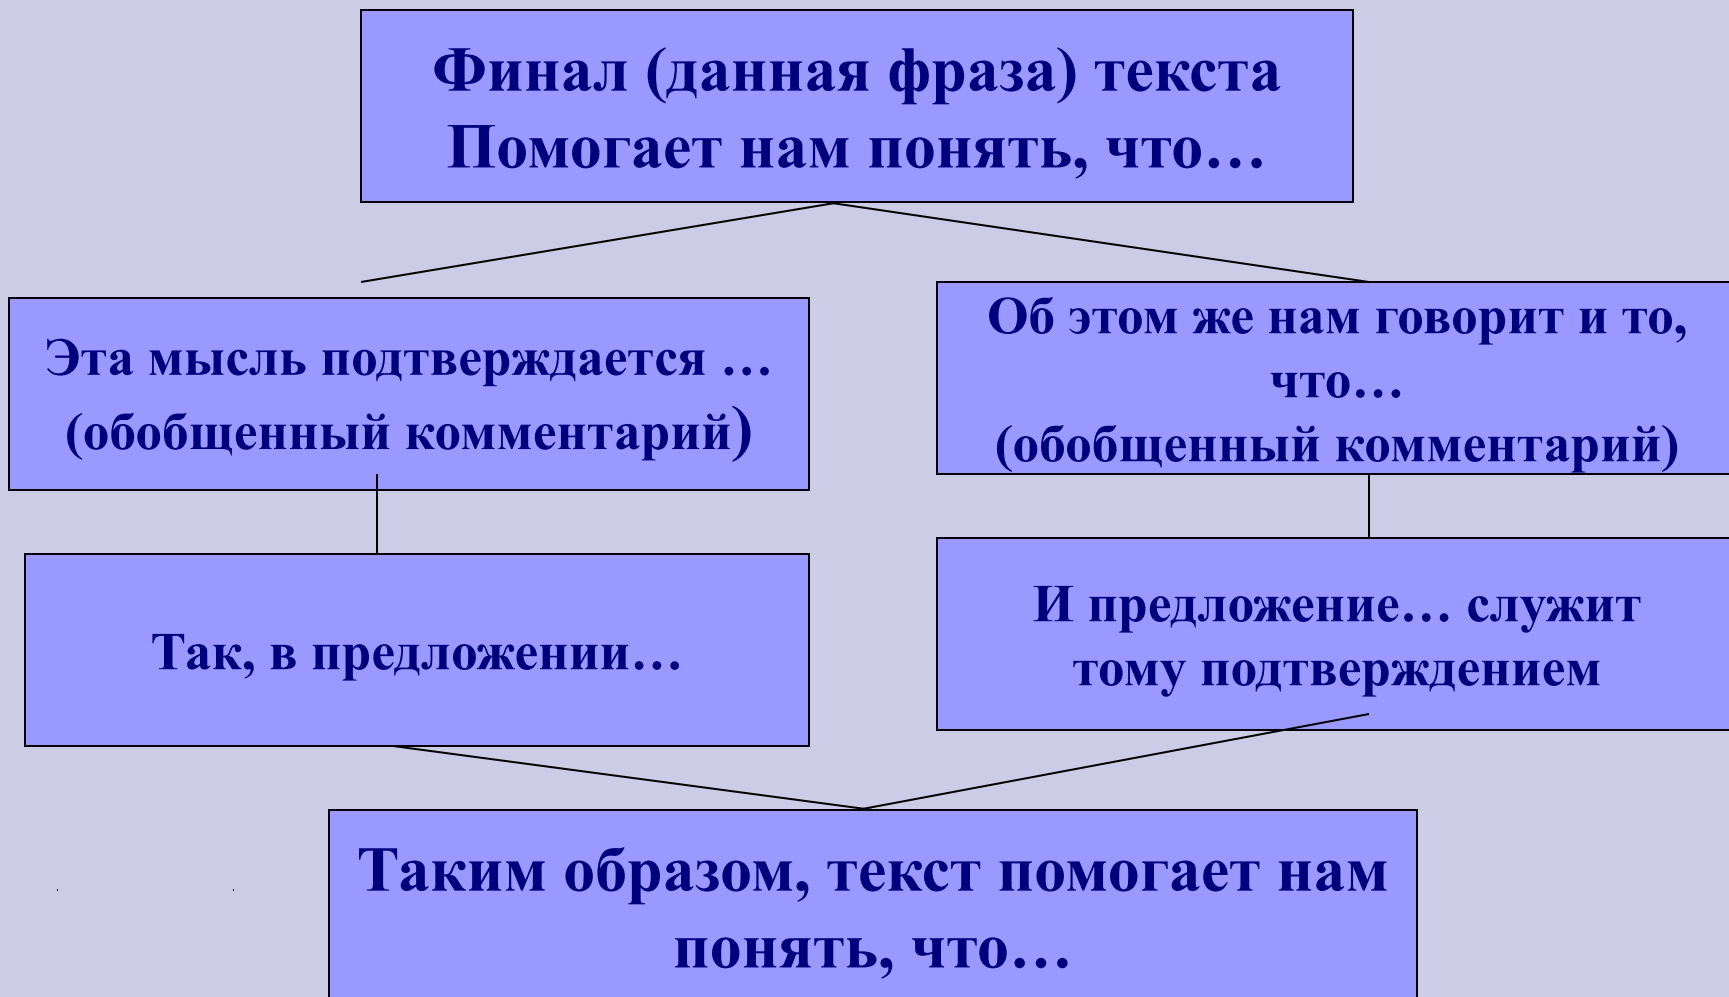 Финал (данная фраза) текста
Помогает нам понять, что…
Эта мысль подтверждается …
(обобщенный комментарий)
Об этом же нам говорит и то,
что…
(обобщенный комментарий)
Так, в предложении…
И предложение… служит
тому подтверждением
Таким образом, текст помогает нам
понять, что…